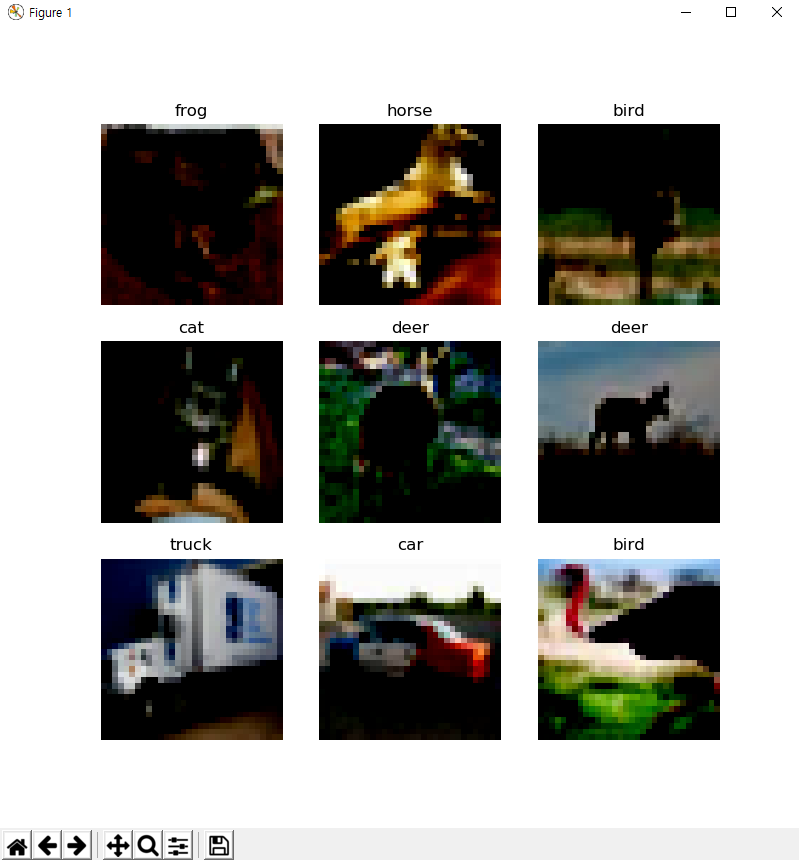 Figure 1
frog
horse
bird
cat
deer
deer
truck
car
bird